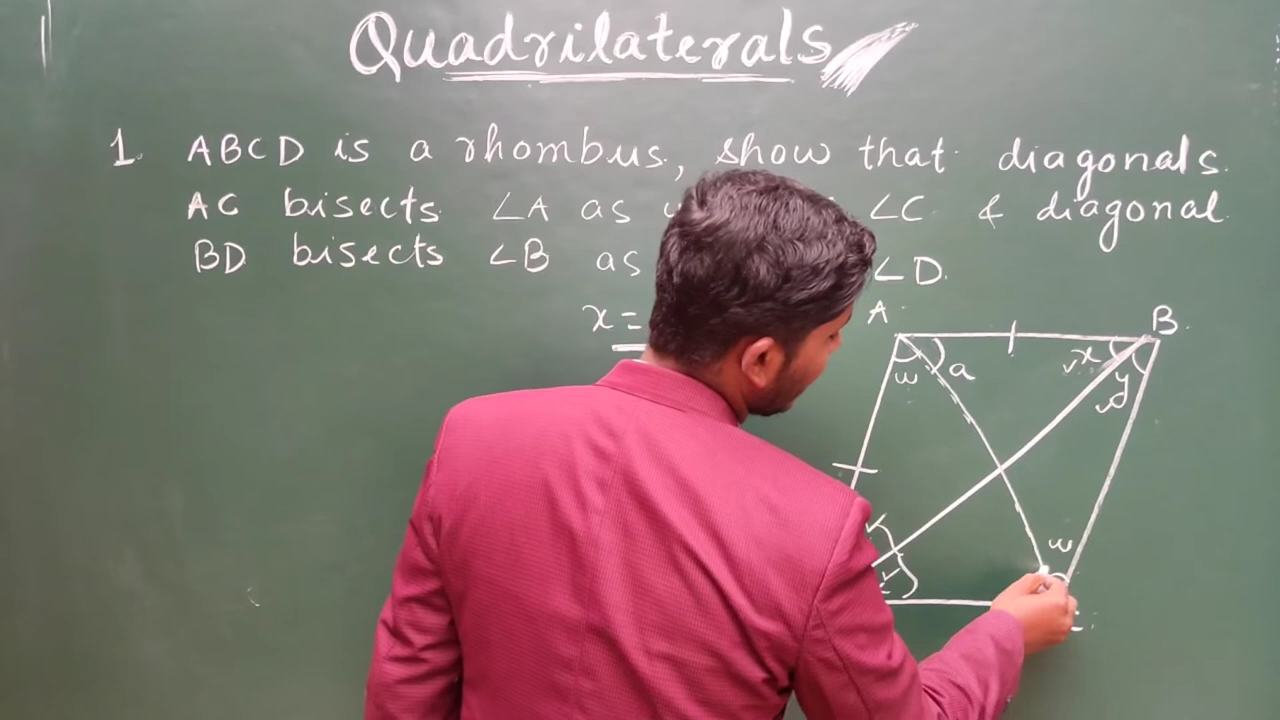 Quadrilaterals
1. ABCD is a rhombus, show that diagonals.
AC bisects ∠A as ∠C & diagonal
BD bisects ∠B as ∠D.
x=
A B
w a x y
w